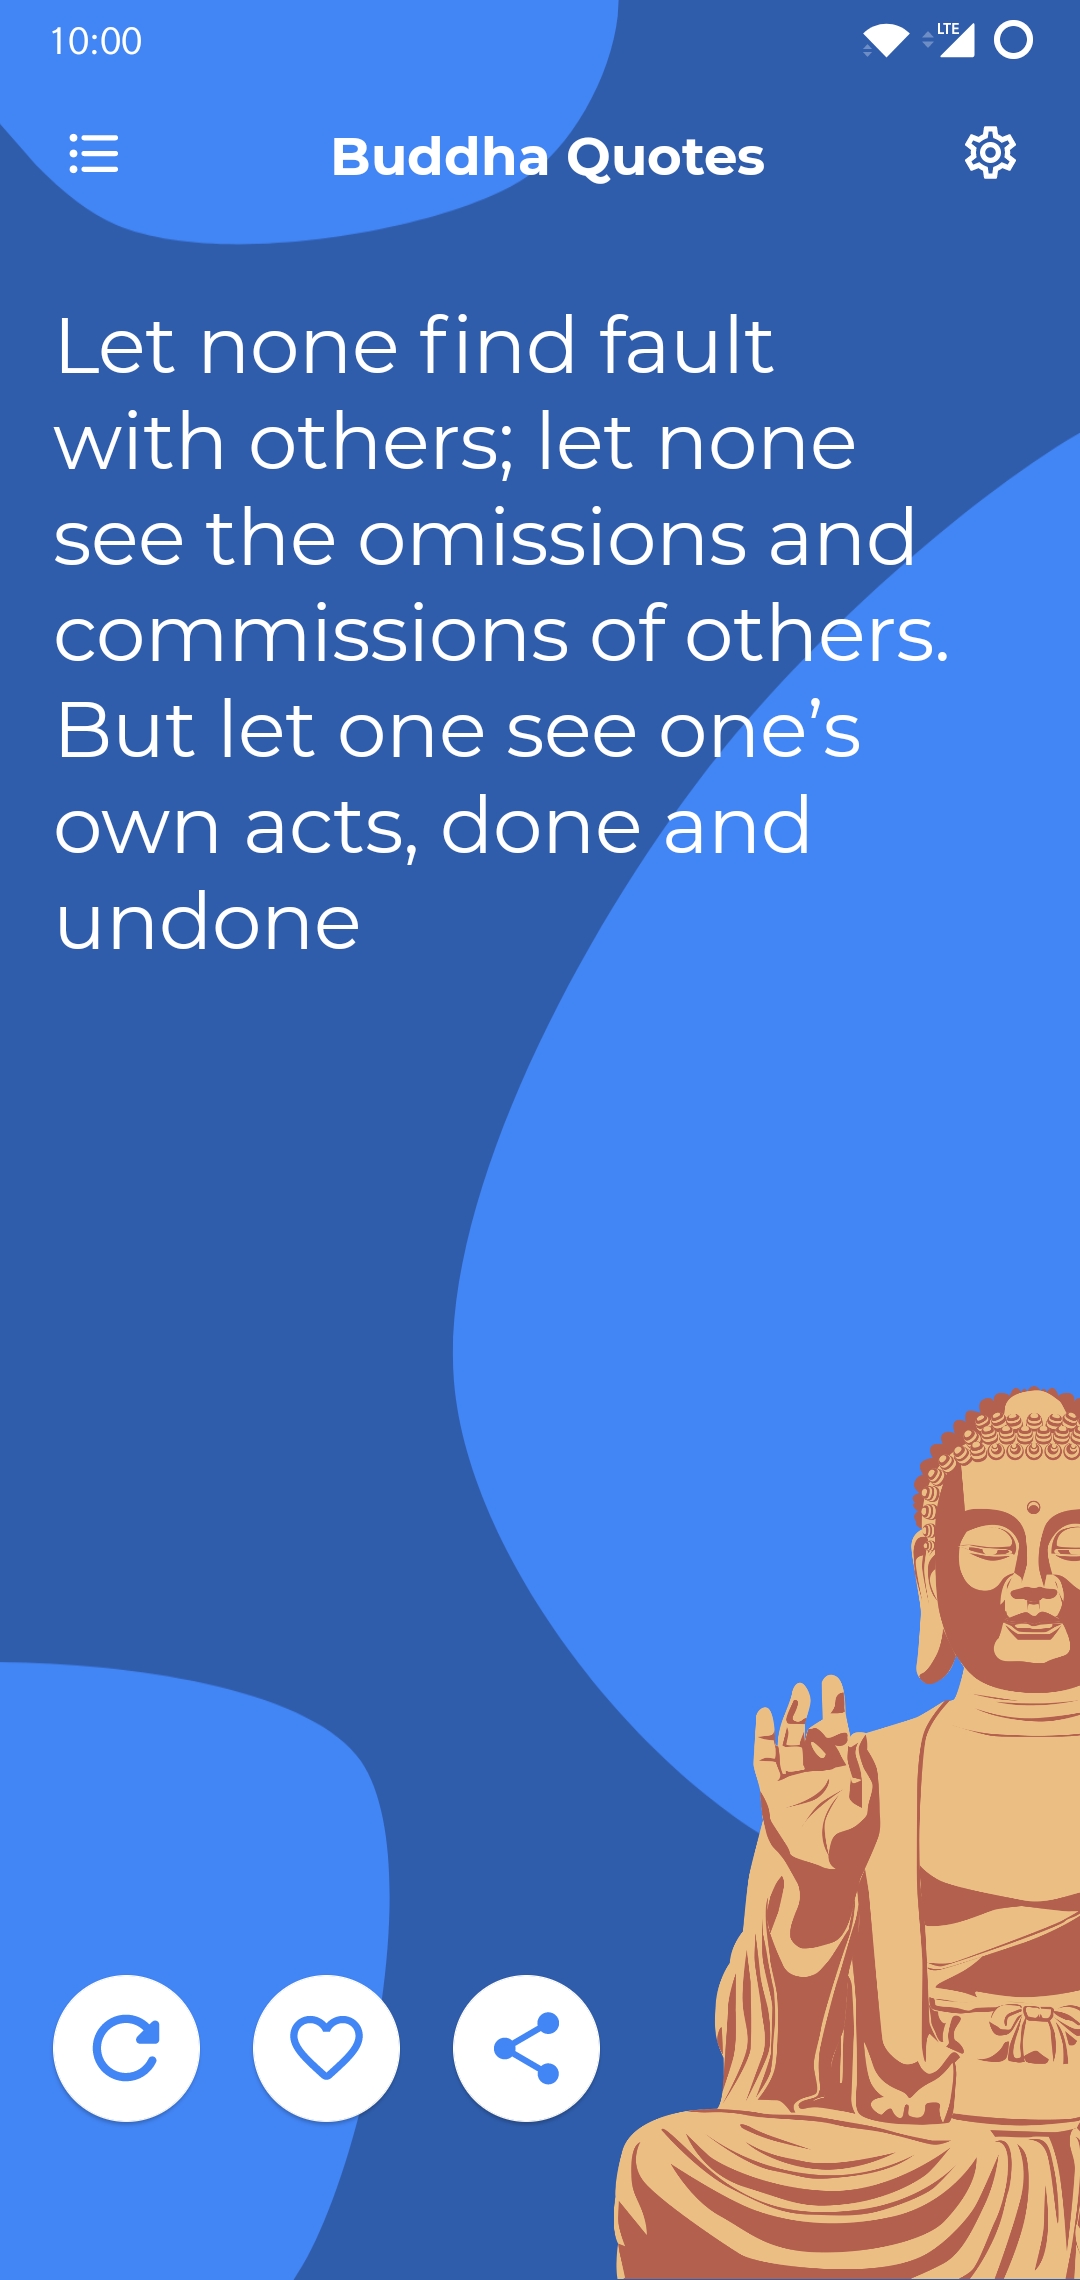 10:00
LTE
Buddha Quotes
Let none find fault
with others; let none
see the omissions and
commissions of others.
But let one see one’s
own acts, done and
undone